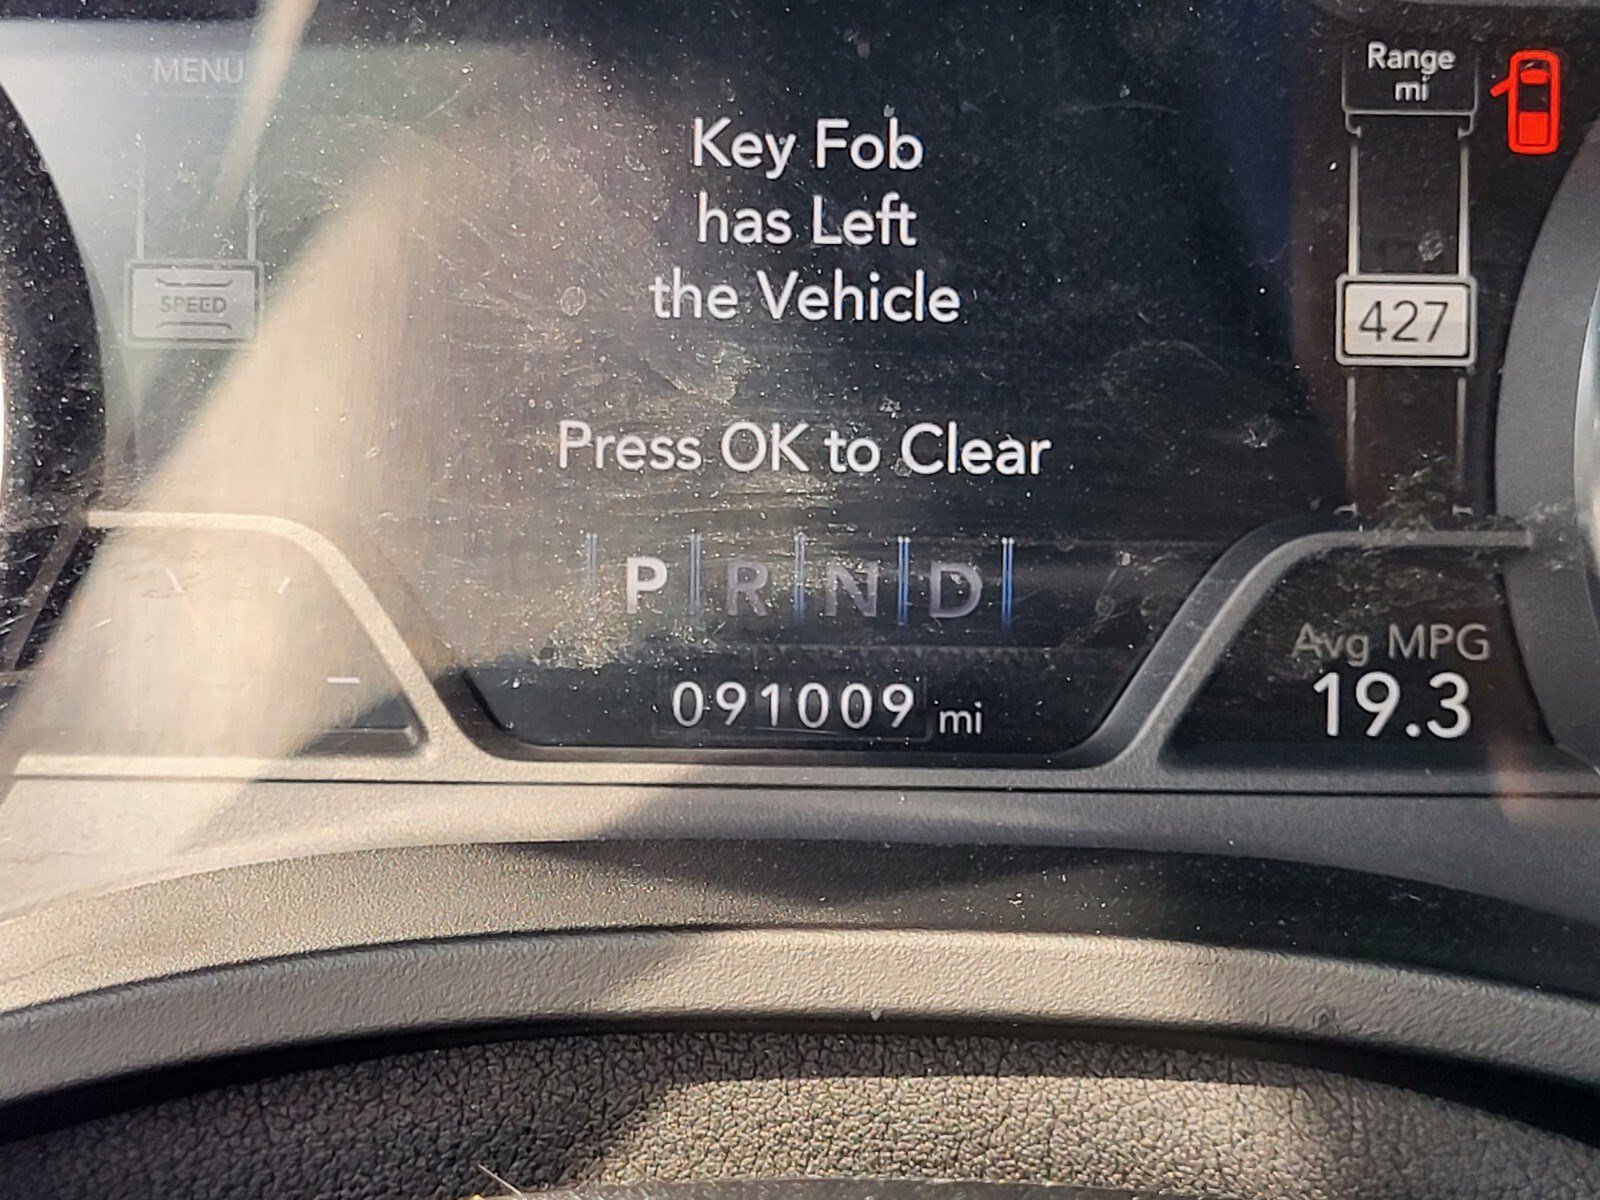 MENU
Range
mi
Key Fob
has Left
the Vehicle
SPEED
427
Press OK to Clear
P R N D
Avg MPG
19.3
091009 mi